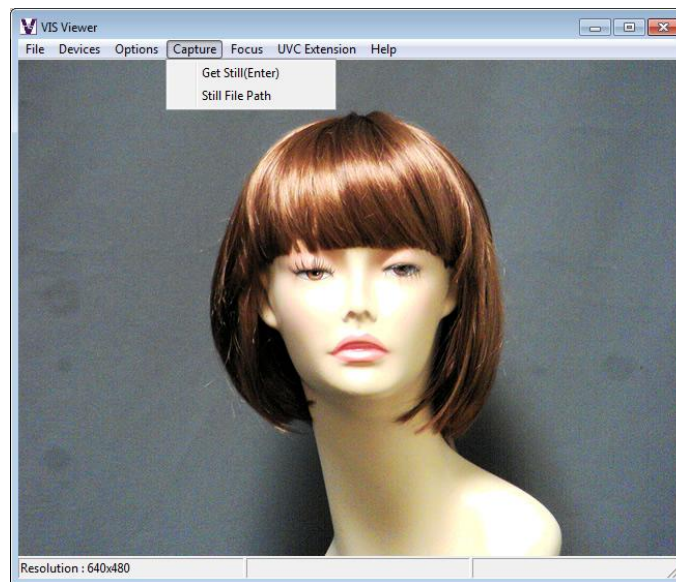 VIS Viewer
File Devices Options Capture Focus UVC Extension Help
Get Still(Enter)
Still File Path
Resolution : 640x480